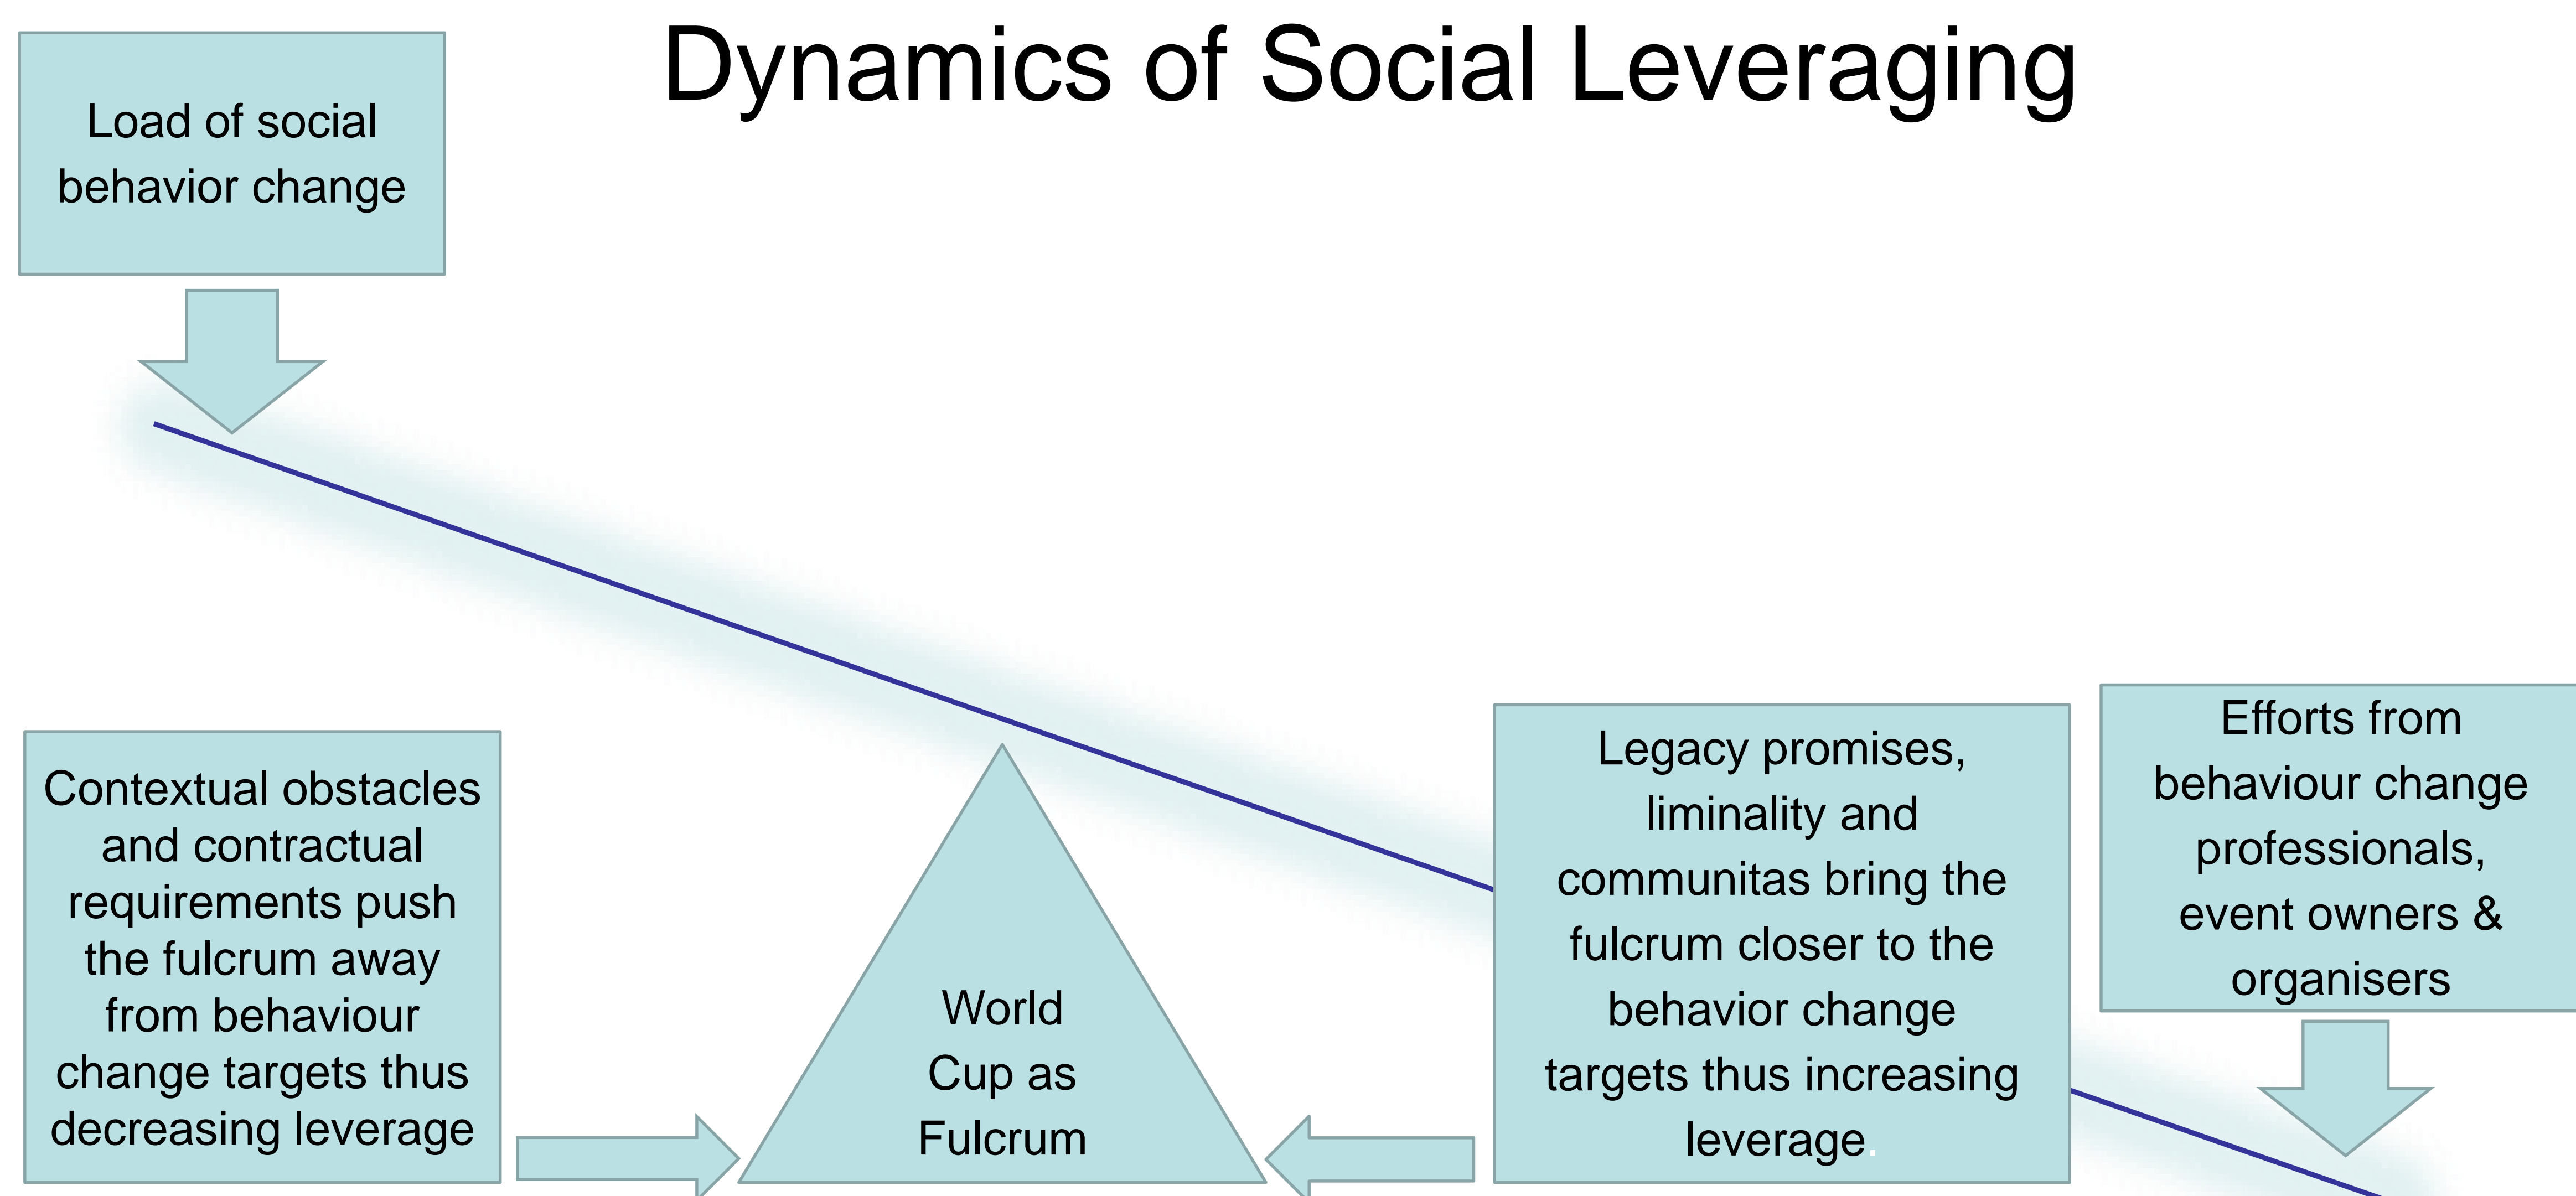 Dynamics of Social Leveraging
Load of social
behavior change
Contextual obstacles
and contractual
requirements push
the fulcrum away
from behaviour
change targets thus
decreasing leverage
World
Cup as
Fulcrum
Legacy promises,
liminality and
communitas bring the
fulcrum closer to the
behavior change
targets thus increasing
leverage.
Efforts from
behaviour change
professionals,
event owners &
organisers